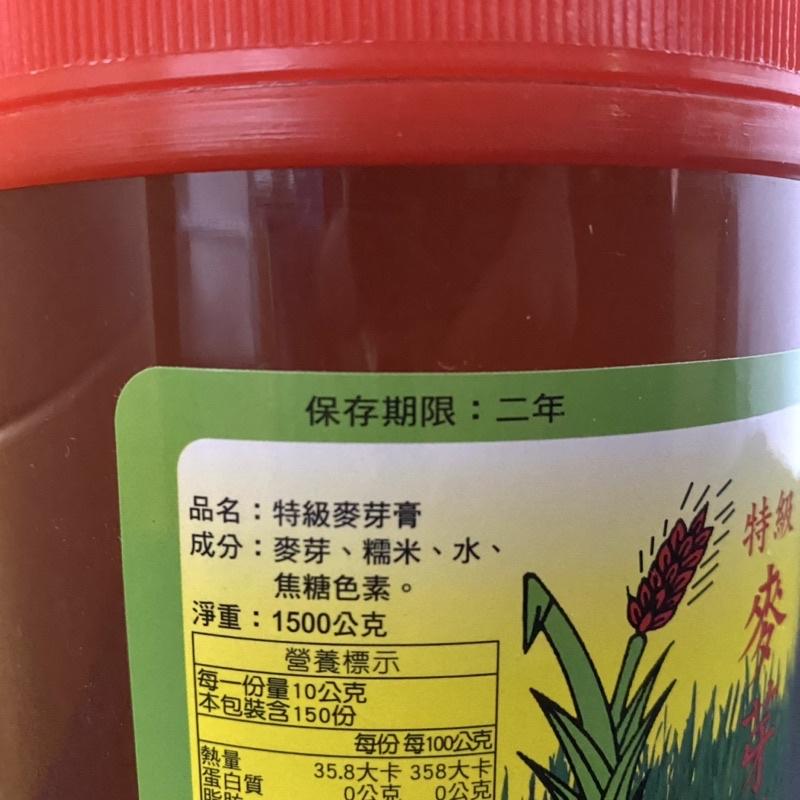 保存期限：二年
品名：特級麥芽膏
成分：麥芽、糯米、水、
焦糖色素。
淨重：1500公克
營養標示
每一份量10公克
本包裝含150份
每份 每100公克
熱量 35.8大卡 358大卡
蛋白質 0公克 0公克
特級
麥芽